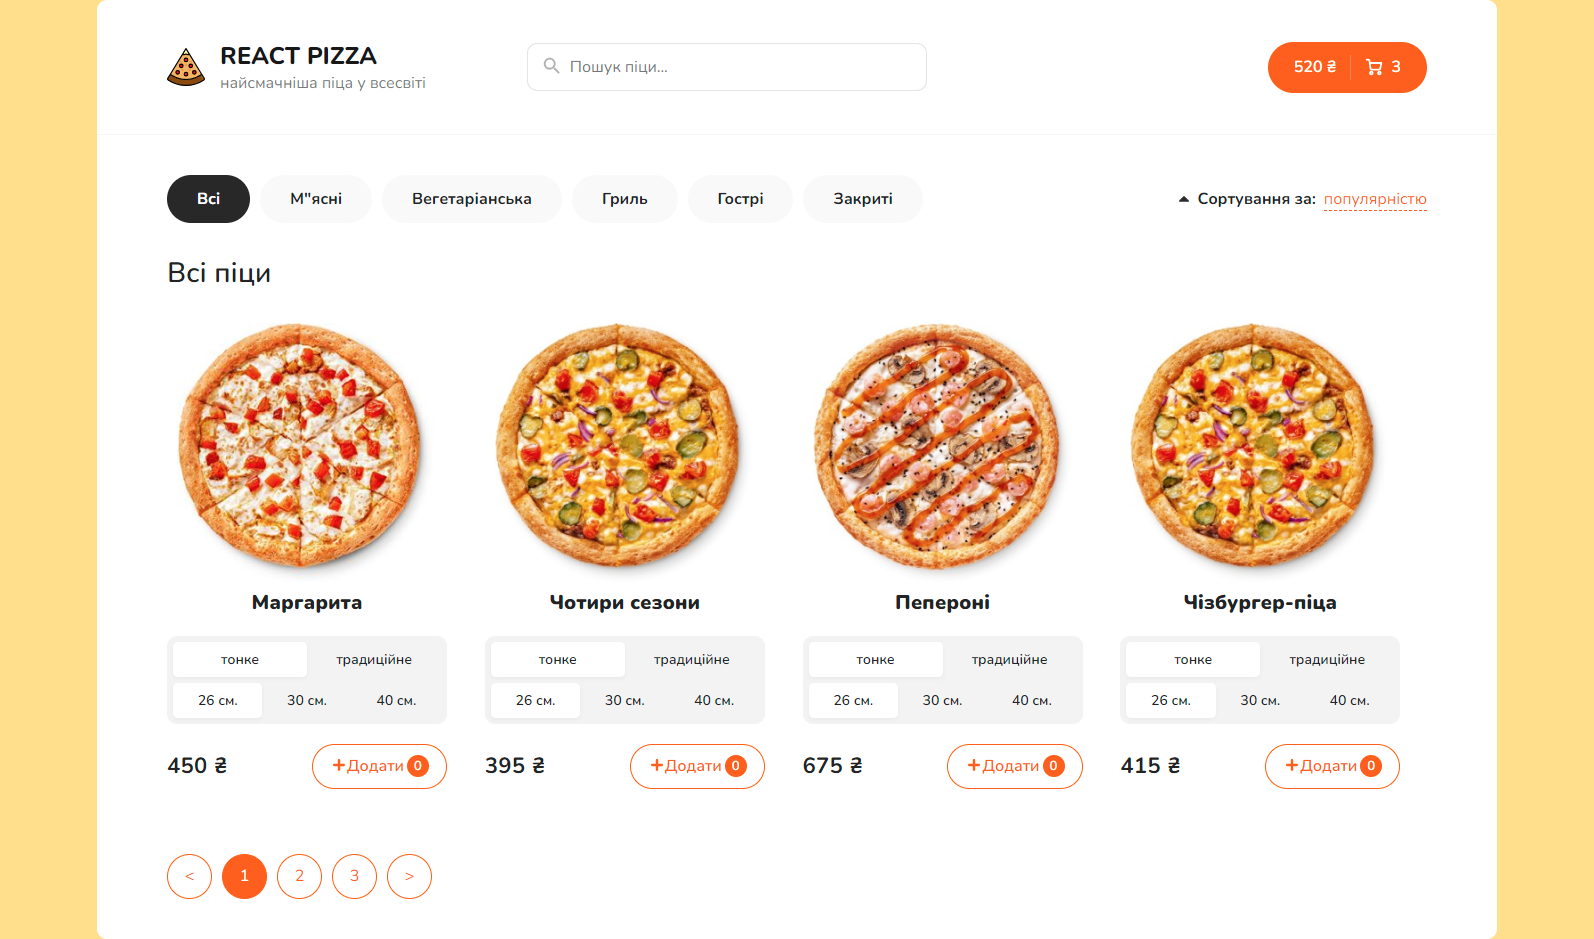 REACT PIZZA
найсмачніша піца у всесвіті
Пошук піци...
520 ₴ 3
Всі М"ясні Вегетаріанська Гриль Гострі Закриті Сортування за: популярністю
Всі піци
Маргарита Чотири сезони Пепероні Чізбургер-піца
тонке традиційне тонке традиційне тонке традиційне тонке традиційне
26 см. 30 см. 40 см. 26 см. 30 см. 40 см. 26 см. 30 см. 40 см. 26 см. 30 см. 40 см.
450 ₴ +Додати 0 395 ₴ +Додати 0 675 ₴ +Додати 0 415 ₴ +Додати 0
< 1 2 3 >